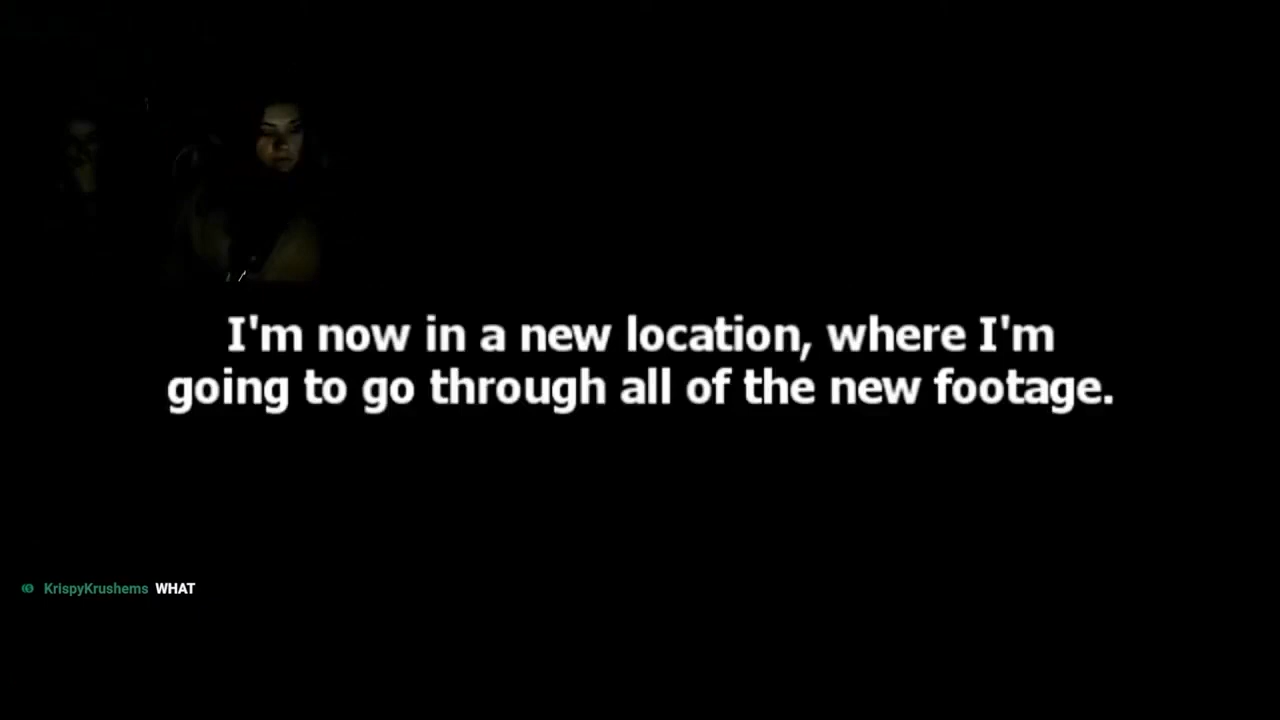 I'm now in a new location, where I'm
going to go through all of the new footage.
KrispyKrushems WHAT